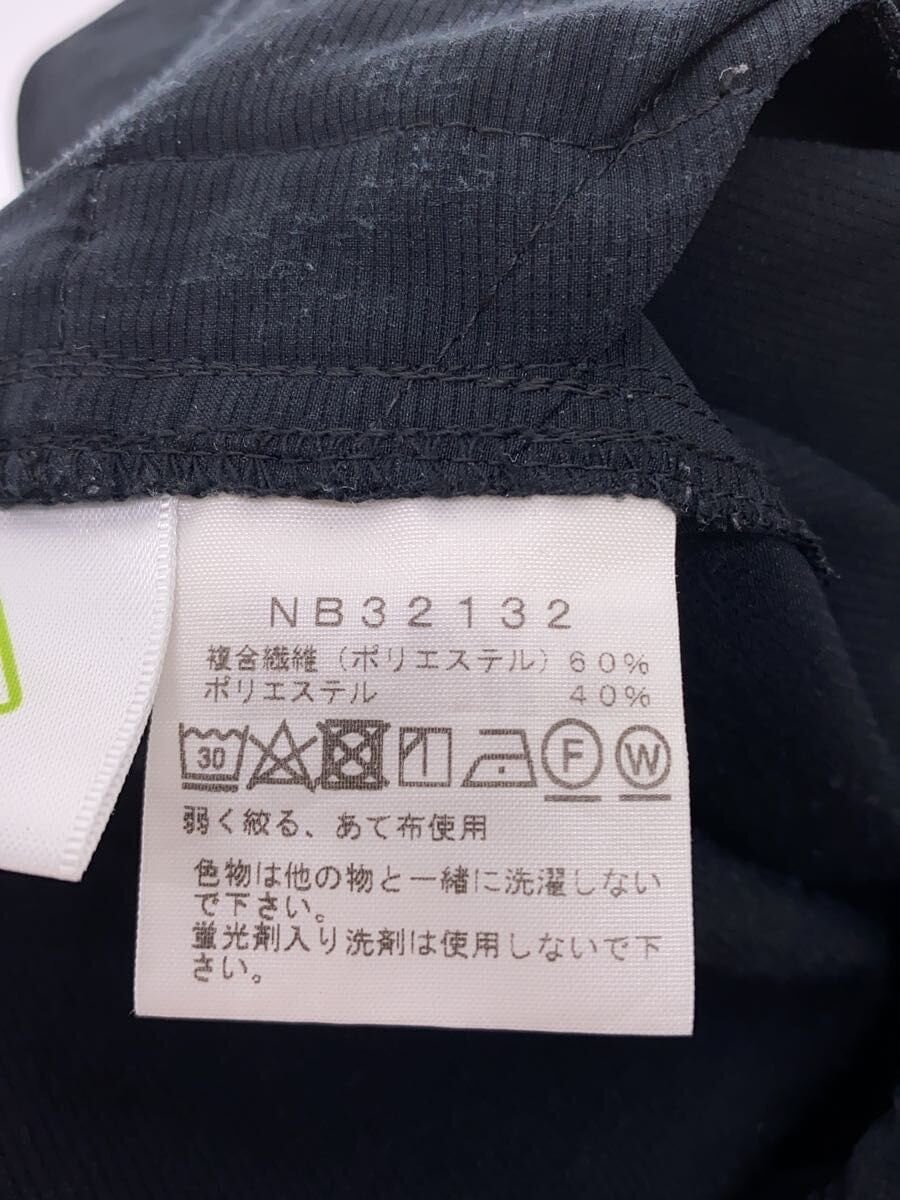 NB32132
複合繊維(ポリエステル)60%
ポリエステル 40%
30 F W
弱く絞る、あて布使用
色物は他の物と一緒に洗濯しない
で下さい。
蛍光剤入り洗剤は使用しないで下
さい。